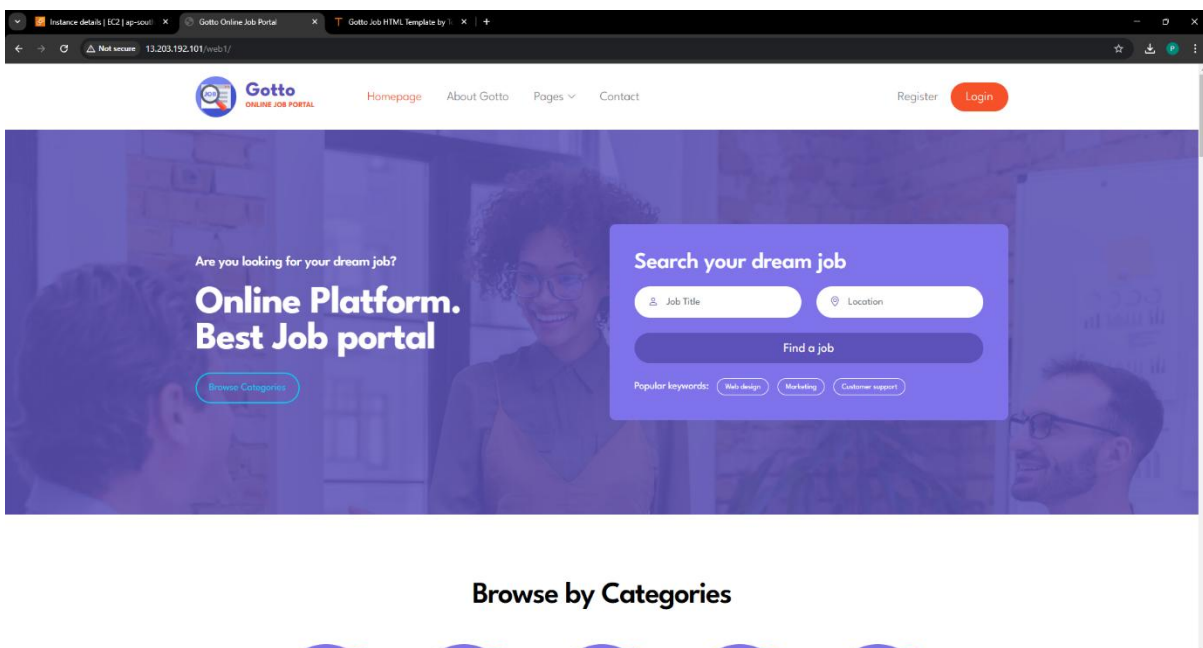 Instance details | EC2 | ap-sout
Gotto Online Job Portal
Gotto Job HTML Template by
Not secure
13.203.192.101/web1/
P
JOB
Gotto
ONLINE JOB PORTAL
Homepage
About Gotto
Pages
Contact
Register
Login
Are you looking for your dream job?
Online Platform.
Best Job portal
Browse Categories
Search your dream job
Job Title
Location
Find a job
Popular keywords:
Web design
Marketing
Customer support
Browse by Categories